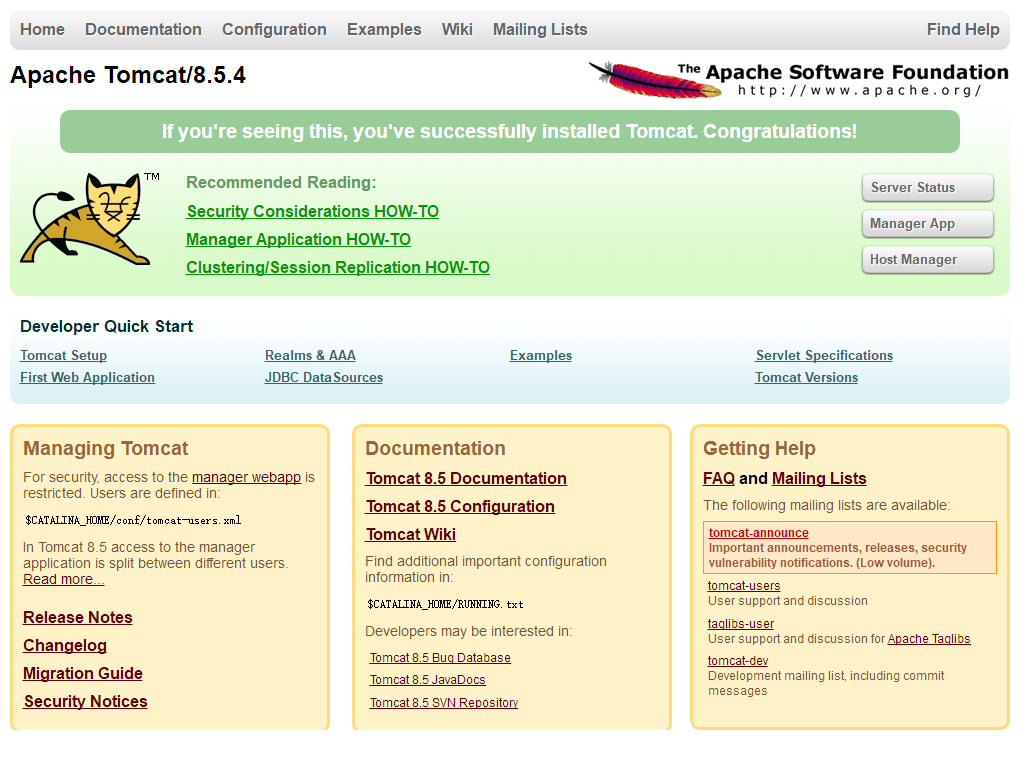 Home Documentation Configuration Examples Wiki Mailing Lists Find Help
Apache Tomcat/8.5.4
The Apache Software Foundation
http://www.apache.org/
If you're seeing this, you've successfully installed Tomcat. Congratulations!
TM
Recommended Reading:
Security Considerations HOW-TO
Manager Application HOW-TO
Clustering/Session Replication HOW-TO
Server Status
Manager App
Host Manager
Developer Quick Start
Tomcat Setup
First Web Application
Realms & AAA
JDBC DataSources
Examples
Servlet Specifications
Tomcat Versions
Managing Tomcat
For security, access to the manager webapp is
restricted. Users are defined in:
$CATALINA_HOME/conf/tomcat-users.xml
In Tomcat 8.5 access to the manager
application is split between different users.
Read more...
Release Notes
Changelog
Migration Guide
Security Notices
Documentation
Tomcat 8.5 Documentation
Tomcat 8.5 Configuration
Tomcat Wiki
Find additional important configuration
information in:
$CATALINA_HOME/RUNNING.txt
Developers may be interested in:
Tomcat 8.5 Bug Database
Tomcat 8.5 JavaDocs
Tomcat 8.5 SVN Repository
Getting Help
FAQ and Mailing Lists
The following mailing lists are available:
tomcat-announce
Important announcements, releases, security
vulnerability notifications. (Low volume).
tomcat-users
User support and discussion
taglibs-user
User support and discussion for Apache Taglibs
tomcat-dev
Development mailing list, including commit
messages